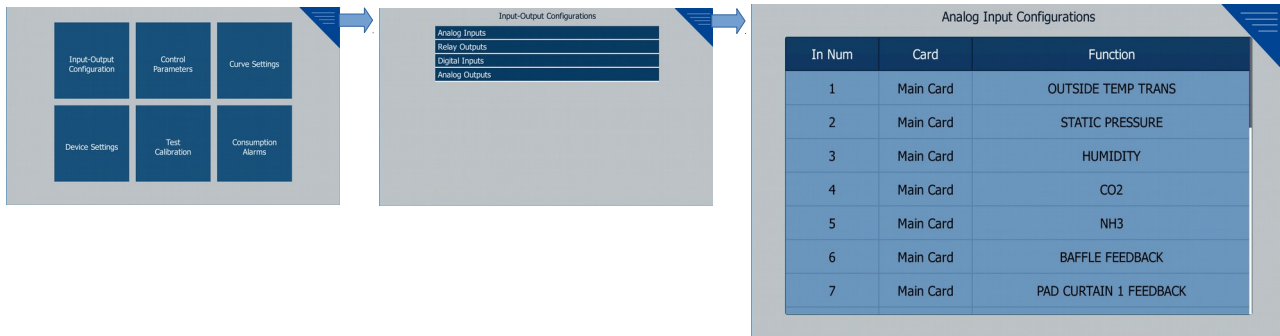 Input-Output
Configuration
Control
Parameters
Curve Settings
Device Settings
Test
Calibration
Consumption
Alarms
Input-Output Configurations
Analog Inputs
Relay Outputs
Digital Inputs
Analog Outputs
Analog Input Configurations
In Num Card Function
1 Main Card OUTSIDE TEMP TRANS
2 Main Card STATIC PRESSURE
3 Main Card HUMIDITY
4 Main Card CO2
5 Main Card NH3
6 Main Card BAFFLE FEEDBACK
7 Main Card PAD CURTAIN 1 FEEDBACK